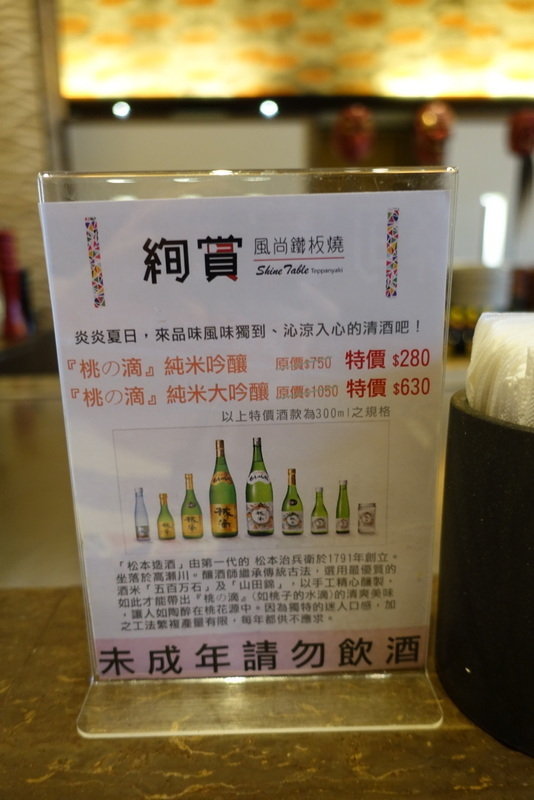 絢賞 風尚鐵板燒
Shine Table Teppanyaki
炎炎夏日，來品味風味獨到、沁涼入心的清酒吧！
『桃の滴』純米吟釀 原價$750 特價 $280
『桃の滴』純米大吟釀 原價$1050 特價 $630
以上特價酒款為300ml之規格
「松本造酒」由第一代的 松本治兵衛於1791年創立。
坐落於高瀨川。釀酒師繼承傳統古法，選用最優質的
酒米「五百萬石」及「山田錦」，以手工精心釀製，
如此才能帶出『桃の滴』(如桃子的水滴)的清爽美味
，讓人如陶醉在桃花源中。因為獨特的迷人口感，加
之工法繁複產量有限，每年都供不應求。
未成年請勿飲酒